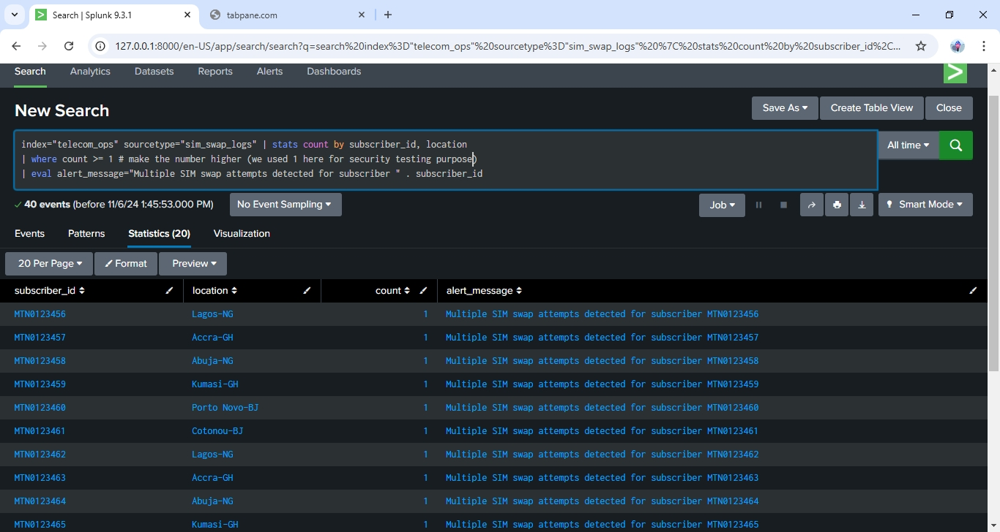 Search | Splunk 9.3.1
tabpane.com
127.0.0.1:8000/en-US/app/search/search?q=search%20index%3D"telecom_ops"%20sourcetype%3D"sim_swap_logs"%20%7C%20stats%20count%20by%20subscriber_id%2C...
Search Analytics Datasets Reports Alerts Dashboards
New Search
Save As Create Table View Close
index="telecom_ops" sourcetype="sim_swap_logs" | stats count by subscriber_id, location
| where count >= 1 # make the number higher (we used 1 here for security testing purpose)
| eval alert_message="Multiple SIM swap attempts detected for subscriber " . subscriber_id
All time
40 events (before 11/6/24 1:45:53.000 PM) No Event Sampling Job Smart Mode
Events Patterns Statistics (20) Visualization
20 Per Page Format Preview
subscriber_id location count alert_message
MTN0123456 Lagos-NG 1 Multiple SIM swap attempts detected for subscriber MTN0123456
MTN0123457 Accra-GH 1 Multiple SIM swap attempts detected for subscriber MTN0123457
MTN0123458 Abuja-NG 1 Multiple SIM swap attempts detected for subscriber MTN0123458
MTN0123459 Kumasi-GH 1 Multiple SIM swap attempts detected for subscriber MTN0123459
MTN0123460 Porto Novo-BJ 1 Multiple SIM swap attempts detected for subscriber MTN0123460
MTN0123461 Cotonou-BJ 1 Multiple SIM swap attempts detected for subscriber MTN0123461
MTN0123462 Lagos-NG 1 Multiple SIM swap attempts detected for subscriber MTN0123462
MTN0123463 Accra-GH 1 Multiple SIM swap attempts detected for subscriber MTN0123463
MTN0123464 Abuja-NG 1 Multiple SIM swap attempts detected for subscriber MTN0123464
MTN0123465 Kumasi-GH 1 Multiple SIM swap attempts detected for subscriber MTN0123465